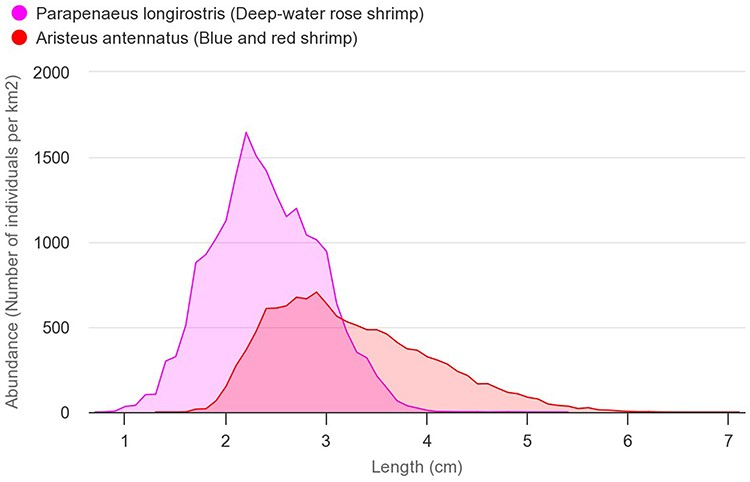 Parapenaeus longirostris (Deep-water rose shrimp)
Aristeus antennatus (Blue and red shrimp)
Abundance (Number of individuals per km2)
2000
1500
1000
500
0
1 2 3 4 5 6 7
Length (cm)